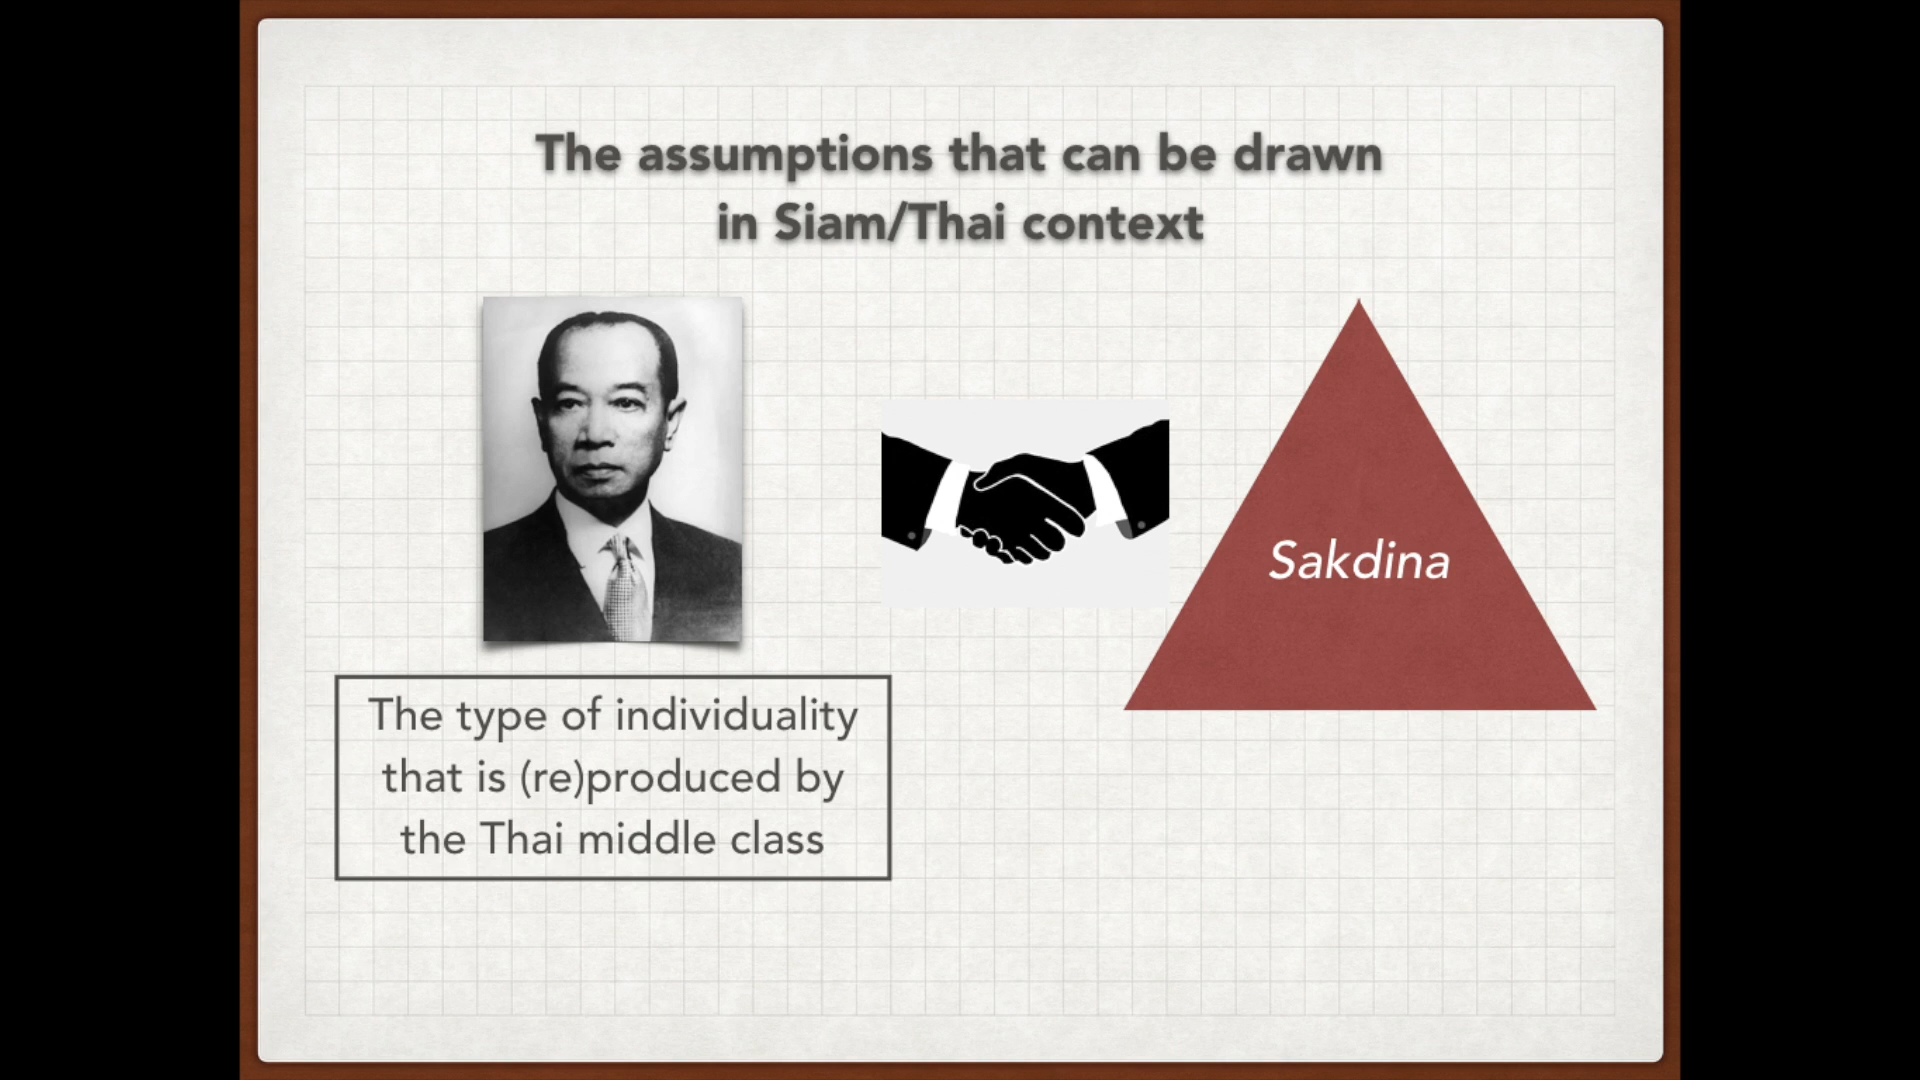 The assumptions that can be drawn
in Siam/Thai context
Sakdina
The type of individuality
that is (re)produced by
the Thai middle class